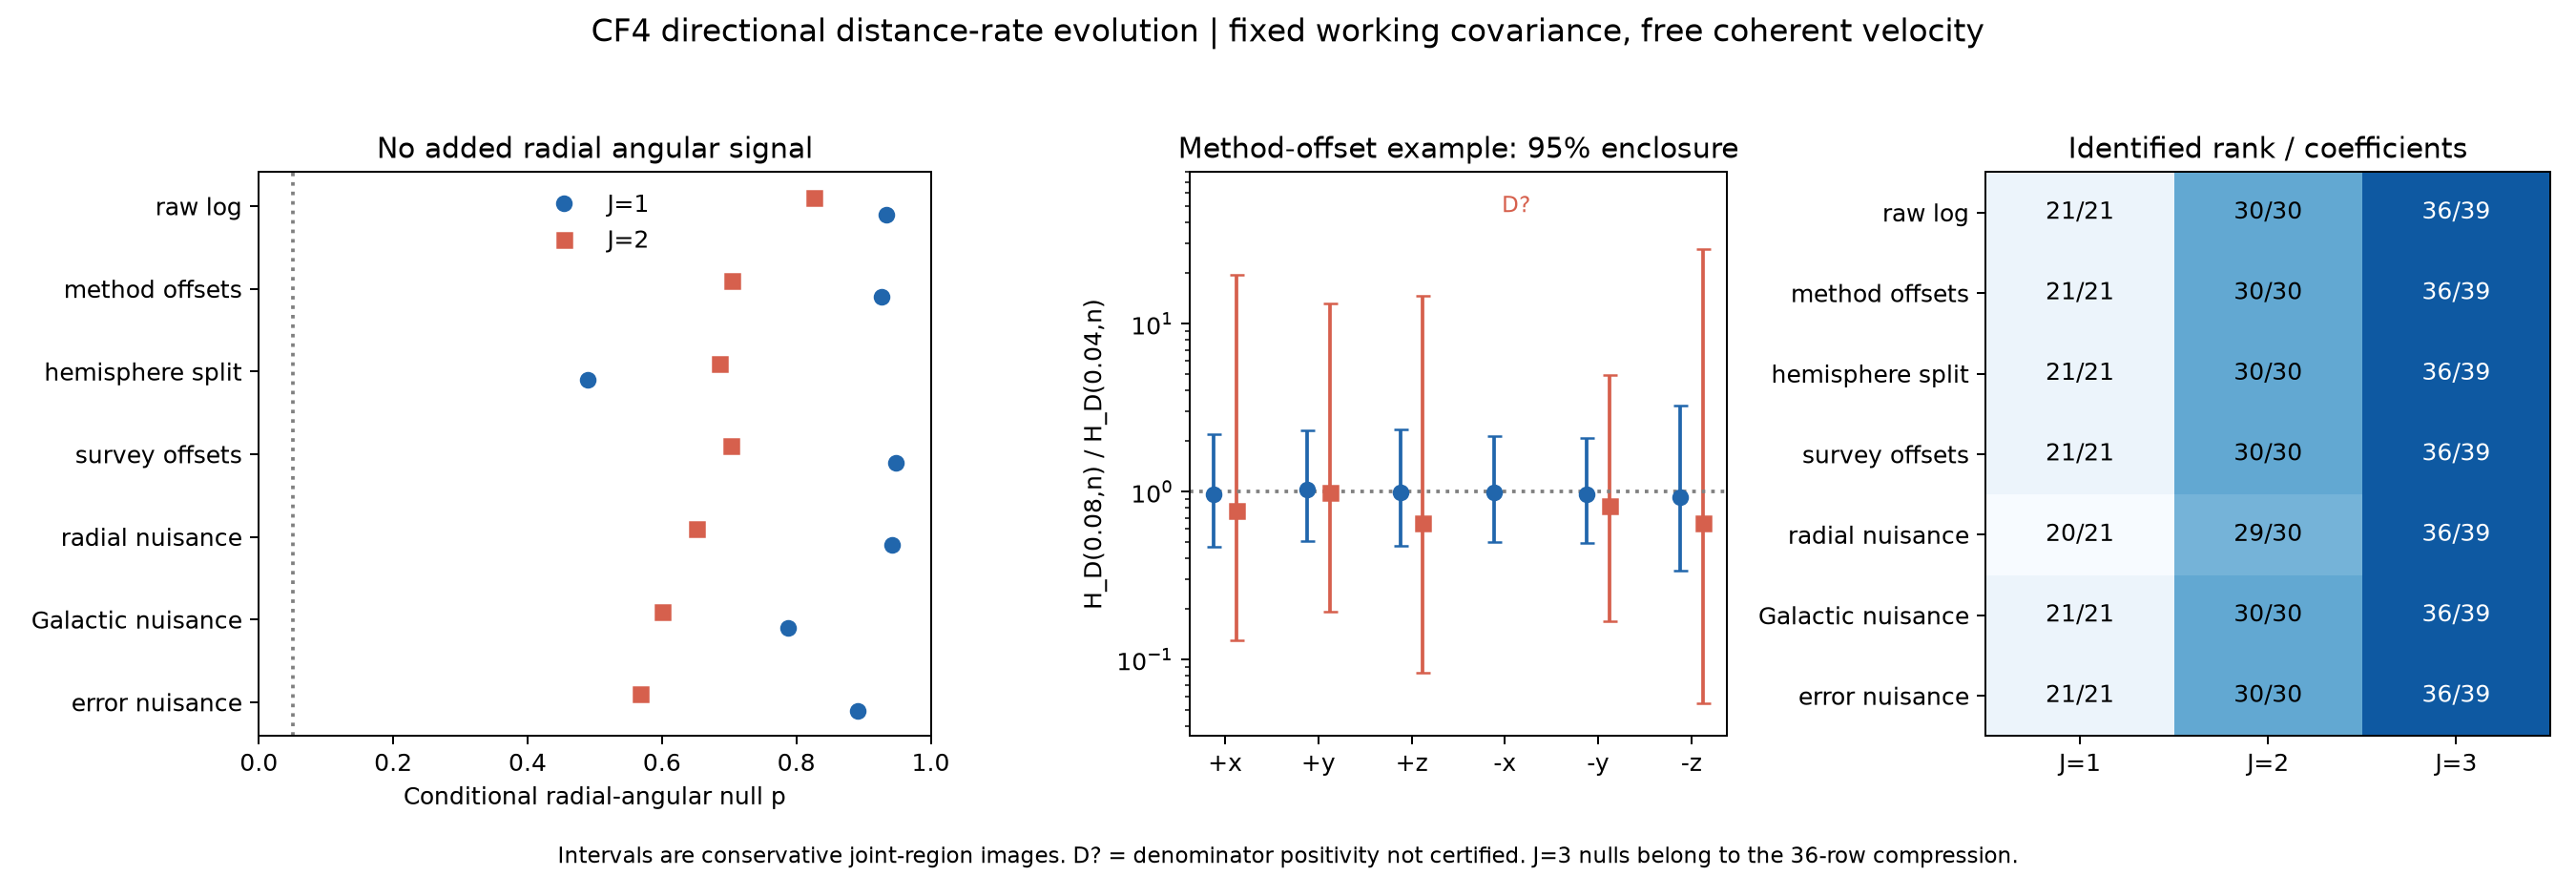 CF4 directional distance-rate evolution | fixed working covariance, free coherent velocity
No added radial angular signal
J=1
J=2
raw log
method offsets
hemisphere split
survey offsets
radial nuisance
Galactic nuisance
error nuisance
0.0 0.2 0.4 0.6 0.8 1.0
Conditional radial-angular null p
Method-offset example: 95% enclosure
D?
H_D(0.08,n) / H_D(0.04,n)
10¹
10⁰
10⁻¹
+x +y +z -x -y -z
Identified rank / coefficients
raw log 21/21 30/30 36/39
method offsets 21/21 30/30 36/39
hemisphere split 21/21 30/30 36/39
survey offsets 21/21 30/30 36/39
radial nuisance 20/21 29/30 36/39
Galactic nuisance 21/21 30/30 36/39
error nuisance 21/21 30/30 36/39
J=1 J=2 J=3
Intervals are conservative joint-region images. D? = denominator positivity not certified. J=3 nulls belong to the 36-row compression.